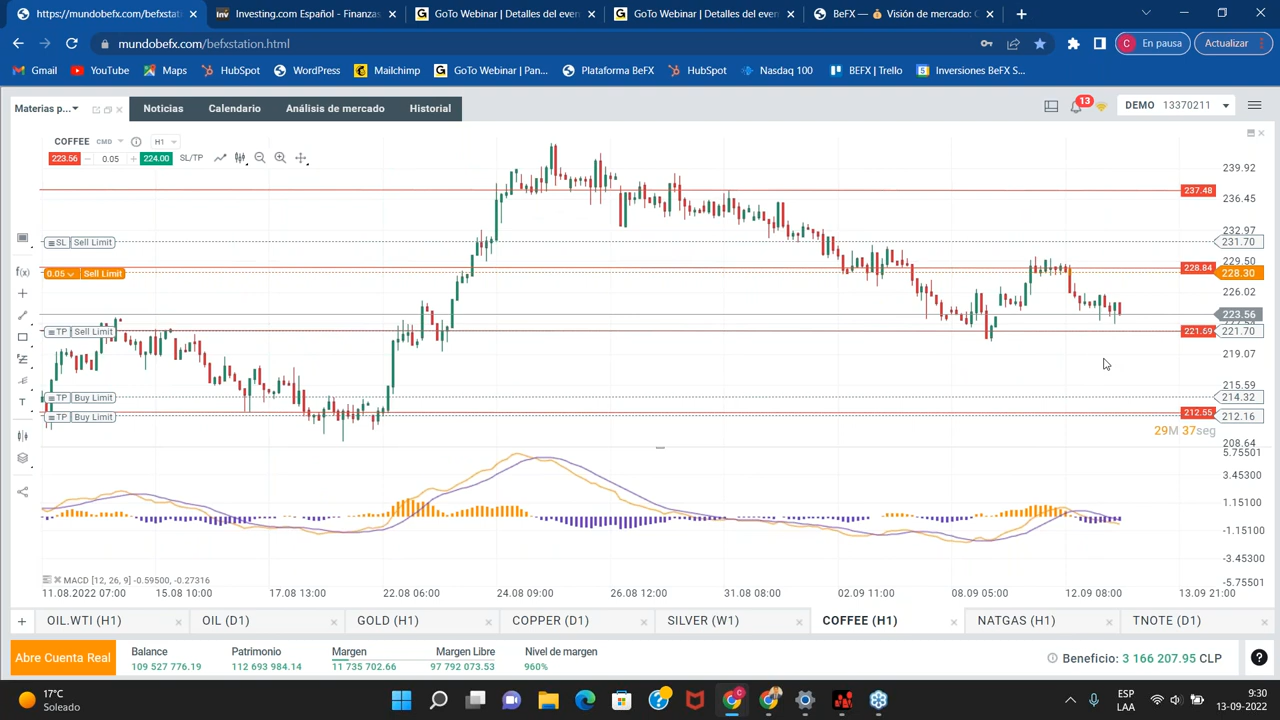 https://mundobefx.com/befxstati
Investing.com Español - Finanzas
GoTo Webinar | Detalles del even
GoTo Webinar | Detalles del even
BeFX — 💰 Visión de mercado: C
mundobefx.com/befxstation.html
C En pausa
Actualizar
Gmail
YouTube
Maps
HubSpot
WordPress
Mailchimp
GoTo Webinar | Pan...
Plataforma BeFX
HubSpot
Nasdaq 100
BEFX | Trello
Inversiones BeFX S...
Materias p...
Noticias
Calendario
Análisis de mercado
Historial
13
DEMO 13370211
COFFEE CMD H1
223.56 0.05 224.00 SL/TP
239.92
237.48
236.45
232.97
SL Sell Limit
231.70
229.50
228.84
0.05 Sell Limit
228.30
226.02
223.56
TP Sell Limit
221.69
221.70
219.07
215.59
TP Buy Limit
214.32
212.55
TP Buy Limit
212.16
29M 37seg
208.64
5.75501
3.45300
1.15100
-1.15100
-3.45300
-5.75501
MACD [12, 26, 9] -0.59500, -0.27316
11.08.2022 07:00
15.08 10:00
17.08 13:00
22.08 06:00
24.08 09:00
26.08 12:00
31.08 08:00
02.09 11:00
08.09 05:00
12.09 08:00
13.09 21:00
OIL.WTI (H1)
OIL (D1)
GOLD (H1)
COPPER (D1)
SILVER (W1)
COFFEE (H1)
NATGAS (H1)
TNOTE (D1)
Abre Cuenta Real
Balance
109 527 776.19
Patrimonio
112 693 984.14
Margen
11 735 702.66
Margen Libre
97 792 073.53
Nivel de margen
960%
Beneficio: 3 166 207.95 CLP
17°C
Soleado
ESP
LAA
9:30
13-09-2022